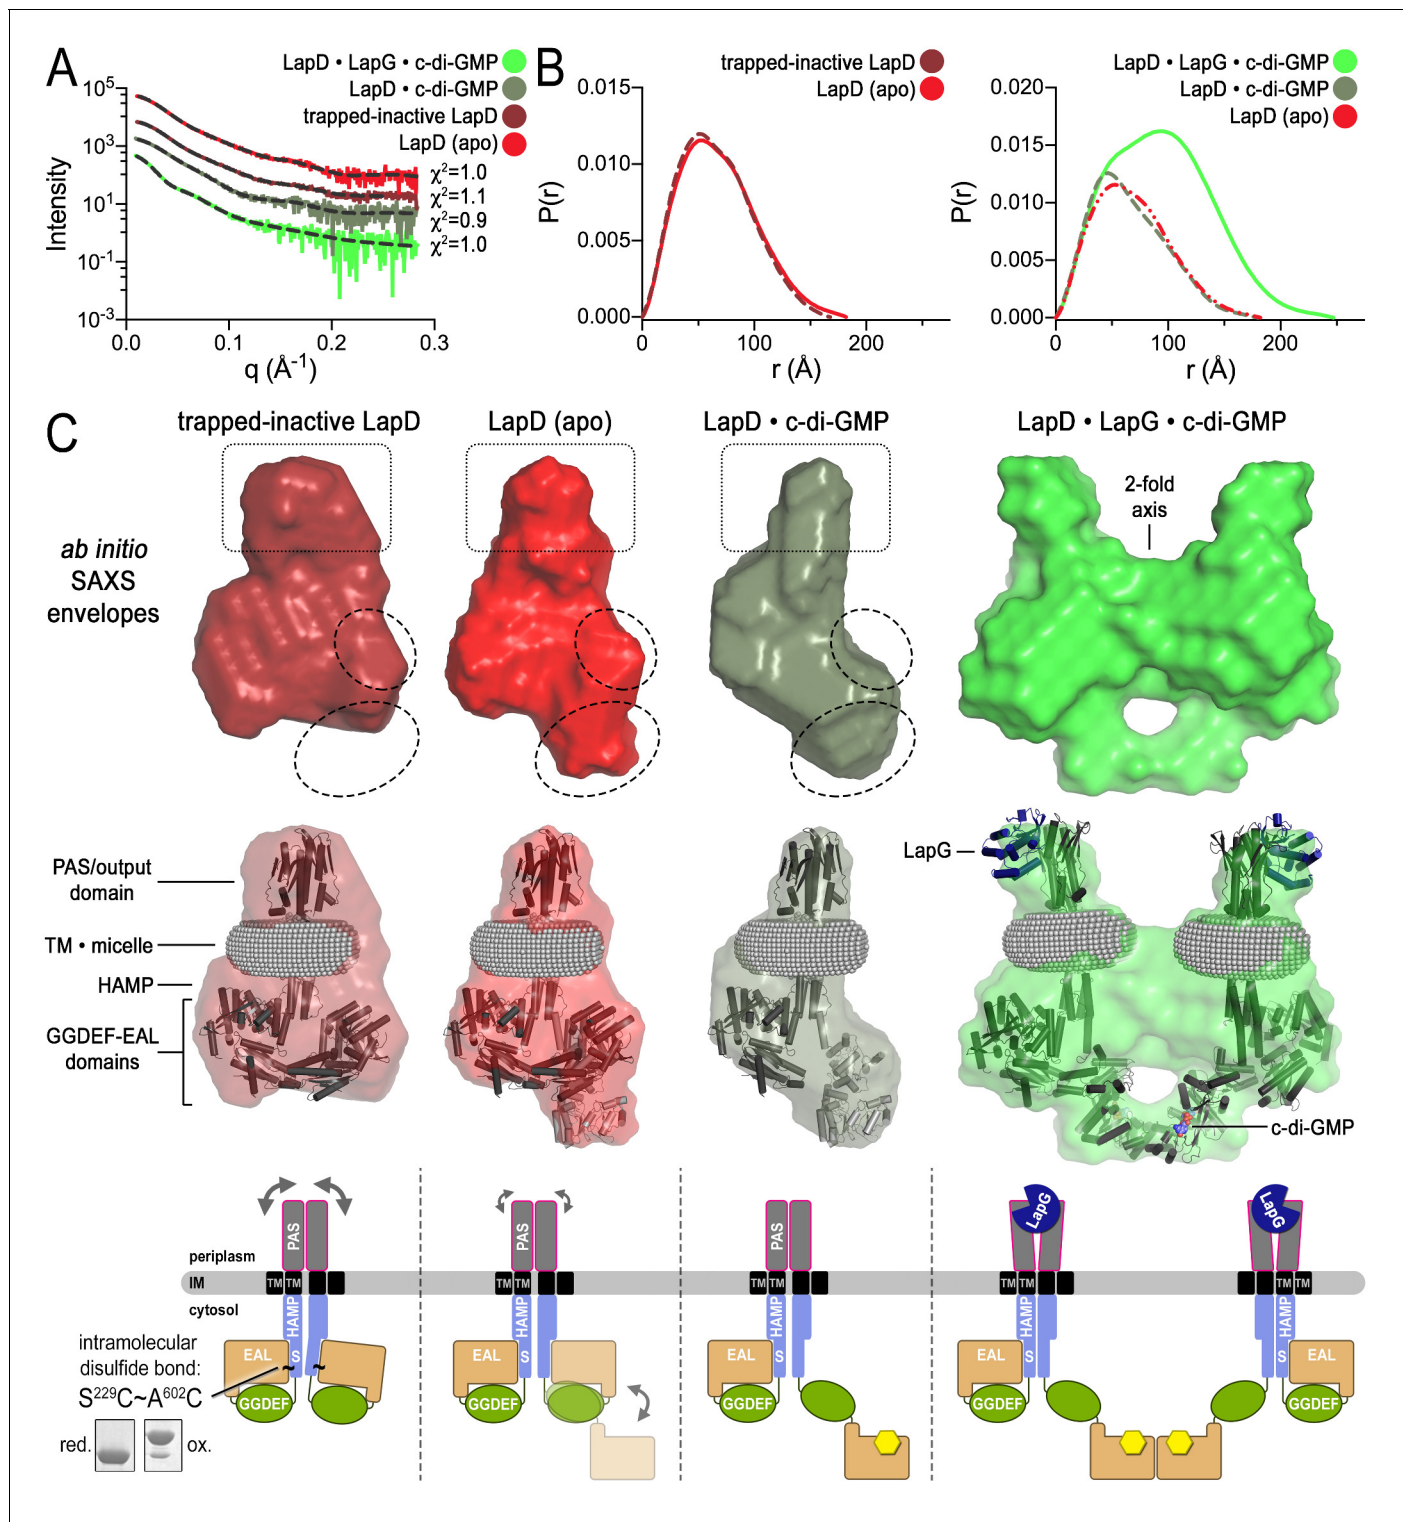 A
LapD • LapG • c-di-GMP
LapD • c-di-GMP
trapped-inactive LapD
LapD (apo)
10⁵
10³
10¹
10⁻¹
10⁻³
Intensity
χ²=1.0
χ²=1.1
χ²=0.9
χ²=1.0
0.0
0.1
0.2
0.3
q (Å⁻¹)
B
trapped-inactive LapD
LapD (apo)
0.015
0.010
0.005
0.000
P(r)
0
100
200
r (Å)
LapD • LapG • c-di-GMP
LapD • c-di-GMP
LapD (apo)
0.020
0.015
0.010
0.005
0.000
P(r)
0
100
200
r (Å)
C
trapped-inactive LapD
LapD (apo)
LapD • c-di-GMP
LapD • LapG • c-di-GMP
2-fold
axis
ab initio
SAXS
envelopes
PAS/output
domain
TM • micelle
HAMP
GGDEF-EAL
domains
LapG
c-di-GMP
periplasm
IM
cytosol
PAS
TM
TM
HAMP
S
EAL
GGDEF
intramolecular
disulfide bond:
S²²⁹C~A⁶⁰²C
red.
ox.
~
~
PAS
TM
TM
HAMP
S
EAL
GGDEF
PAS
TM
TM
HAMP
S
EAL
GGDEF
LapG
TM
TM
HAMP
S
EAL
GGDEF
LapG
TM
TM
HAMP
S
EAL
GGDEF